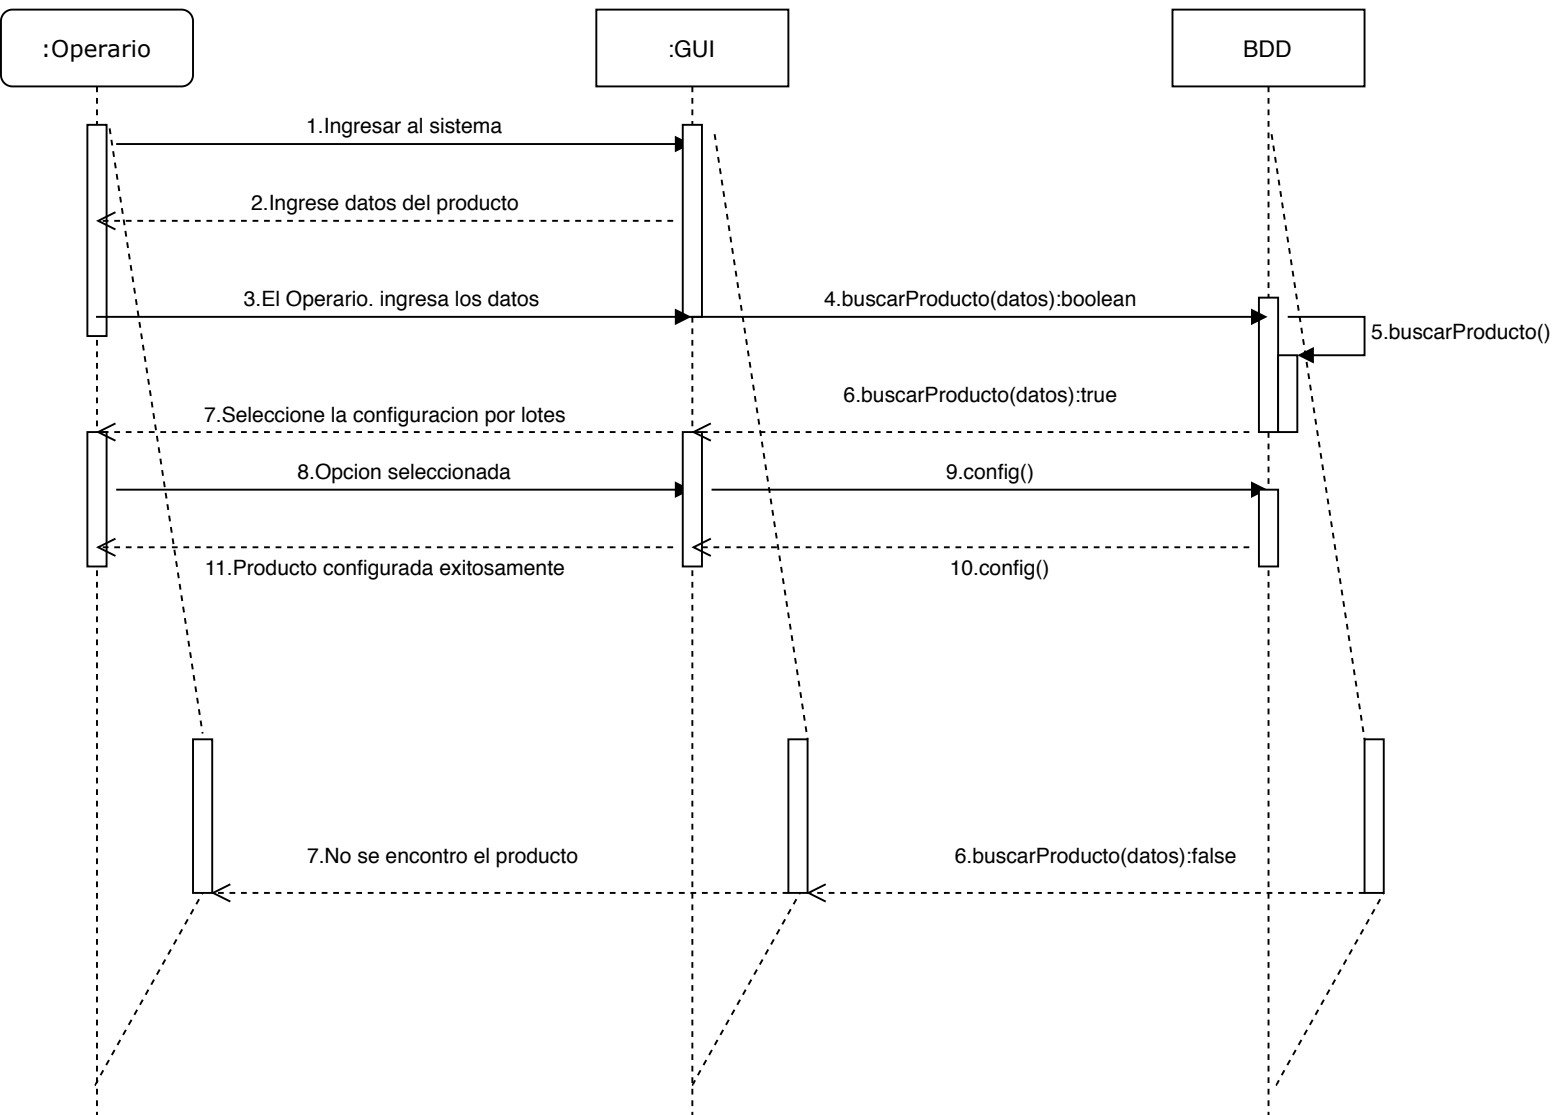 :Operario
:GUI
BDD
1.Ingresar al sistema
2.Ingrese datos del producto
3.El Operario. ingresa los datos
4.buscarProducto(datos):boolean
5.buscarProducto()
6.buscarProducto(datos):true
7.Seleccione la configuracion por lotes
8.Opcion seleccionada
9.config()
11.Producto configurada exitosamente
10.config()
7.No se encontro el producto
6.buscarProducto(datos):false